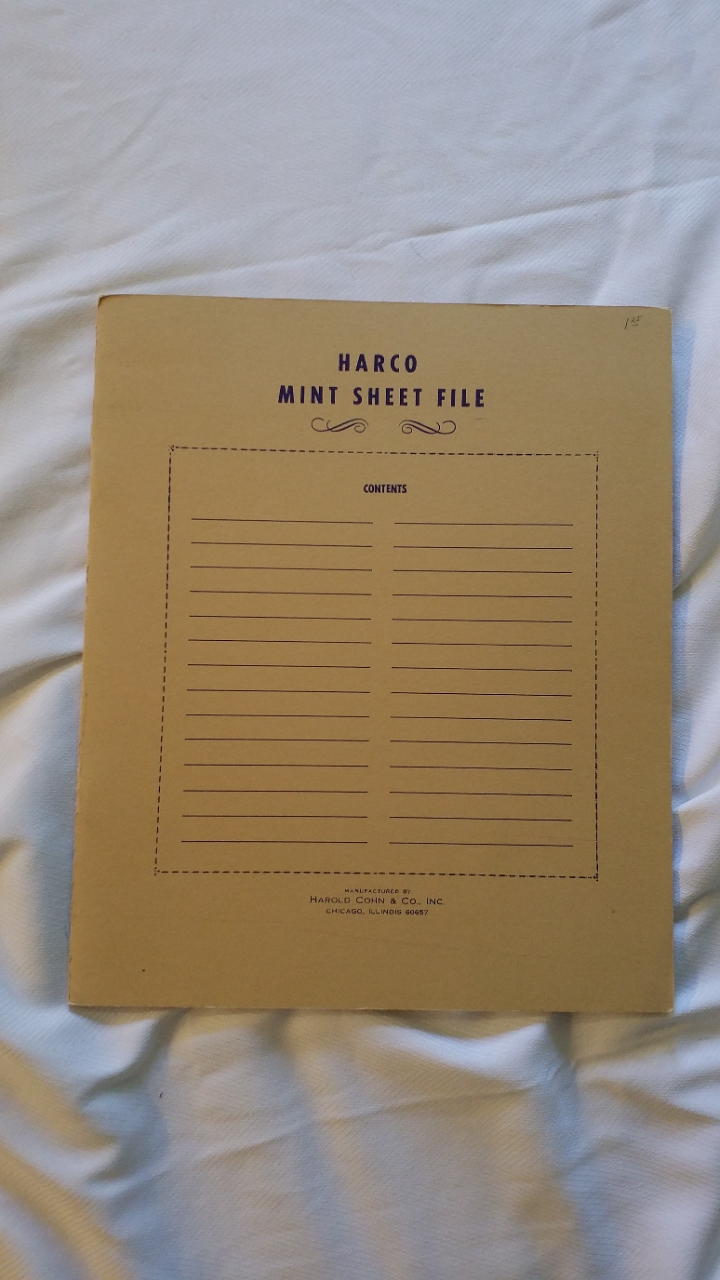 HARCO
MINT SHEET FILE
CONTENTS
MANUFACTURED BY
HAROLD COHN & CO., INC.
CHICAGO, ILLINOIS 60657